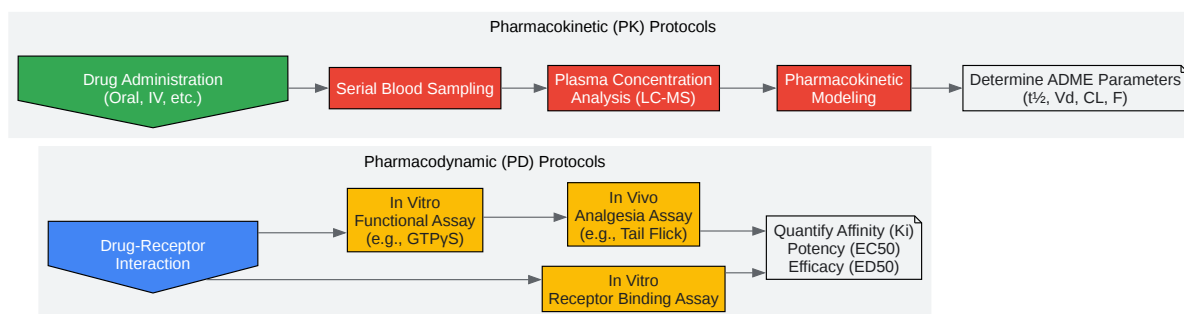 Pharmacokinetic (PK) Protocols
Drug Administration
(Oral, IV, etc.)
Serial Blood Sampling
Plasma Concentration
Analysis (LC-MS)
Pharmacokinetic
Modeling
Determine ADME Parameters
(t½, Vd, CL, F)
Pharmacodynamic (PD) Protocols
Drug-Receptor
Interaction
In Vitro
Functional Assay
(e.g., GTPγS)
In Vivo
Analgesia Assay
(e.g., Tail Flick)
In Vitro
Receptor Binding Assay
Quantify Affinity (Ki)
Potency (EC50)
Efficacy (ED50)